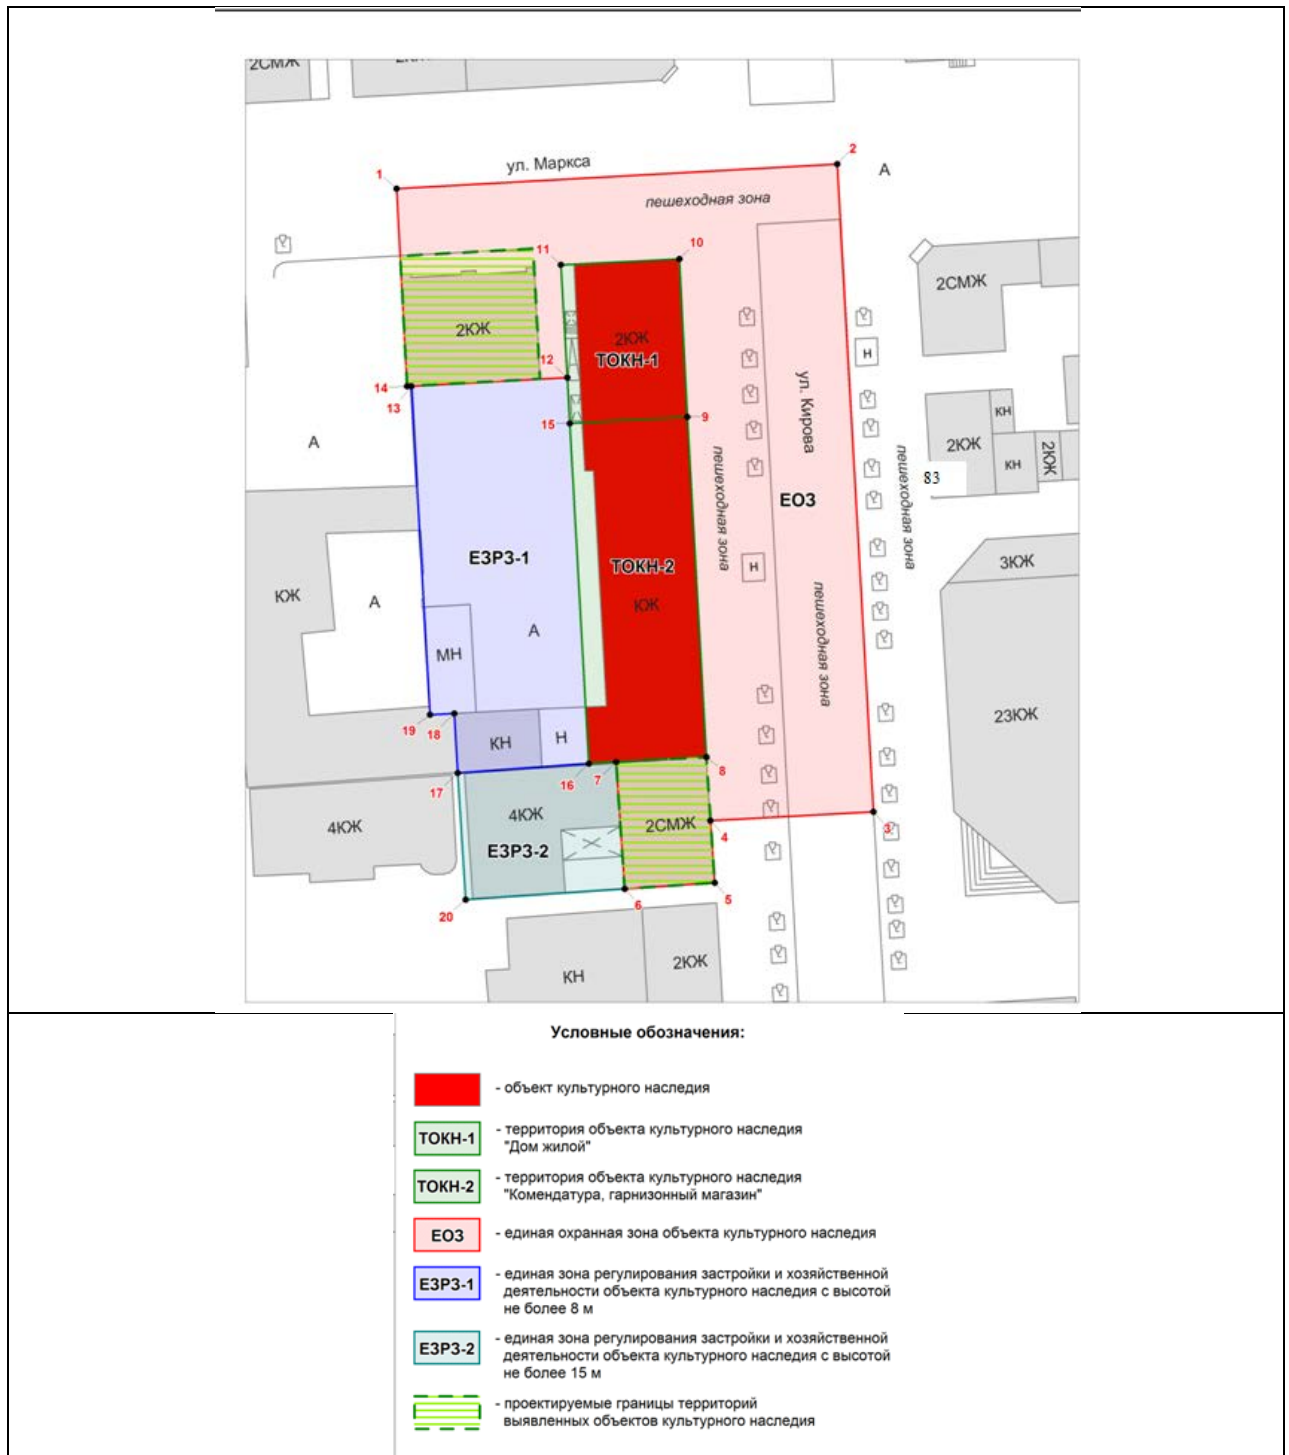 2СМЖ
ул. Маркса
1
2
А
пешеходная зона
11
10
2СМЖ
2КЖ
2КЖ
ТОКН-1
Н
12
14
13
15
9
ул. Кирова
А
КН
2КЖ
КН
2КЖ
83
пешеходная зона
пешеходная зона
ЕОЗ
ЕЗРЗ-1
ТОКН-2
Н
3КЖ
КЖ
А
КЖ
А
пешеходная зона
МН
19
18
23КЖ
КН
Н
16
7
8
17
4КЖ
4КЖ
2СМЖ
4
3
ЕЗРЗ-2
20
6
5
КН
2КЖ
Условные обозначения:
- объект культурного наследия
ТОКН-1
- территория объекта культурного наследия
"Дом жилой"
ТОКН-2
- территория объекта культурного наследия
"Комендатура, гарнизонный магазин"
ЕОЗ
- единая охранная зона объекта культурного наследия
ЕЗРЗ-1
- единая зона регулирования застройки и хозяйственной
деятельности объекта культурного наследия с высотой
не более 8 м
ЕЗРЗ-2
- единая зона регулирования застройки и хозяйственной
деятельности объекта культурного наследия с высотой
не более 15 м
- проектируемые границы территорий
выявленных объектов культурного наследия